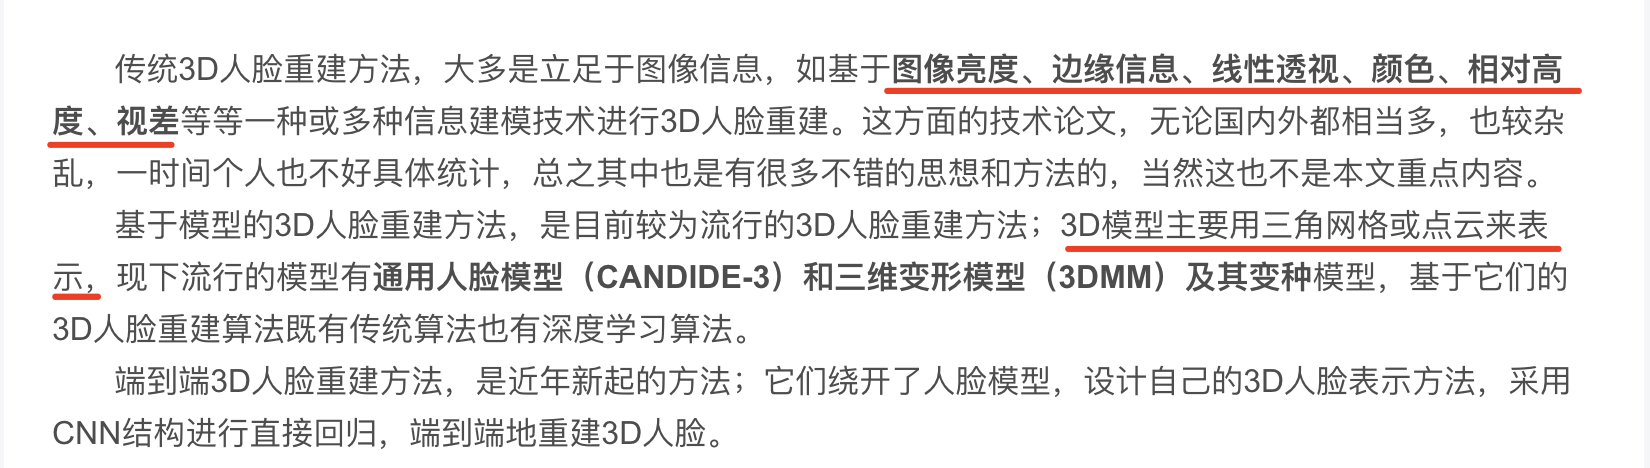 传统3D人脸重建方法，大多是立足于图像信息，如基于图像亮度、边缘信息、线性透视、颜色、相对高
度、视差等等一种或多种信息建模技术进行3D人脸重建。这方面的技术论文，无论国内外都相当多，也较杂
乱，一时间个人也不好具体统计，总之其中也是有很多不错的思想和方法的，当然这也不是本文重点内容。
基于模型的3D人脸重建方法，是目前较为流行的3D人脸重建方法；3D模型主要用三角网格或点云来表
示，现下流行的模型有通用人脸模型（CANDIDE-3）和三维变形模型（3DMM）及其变种模型，基于它们的
3D人脸重建算法既有传统算法也有深度学习算法。
端到端3D人脸重建方法，是近年新起的方法；它们绕开了人脸模型，设计自己的3D人脸表示方法，采用
CNN结构进行直接回归，端到端地重建3D人脸。